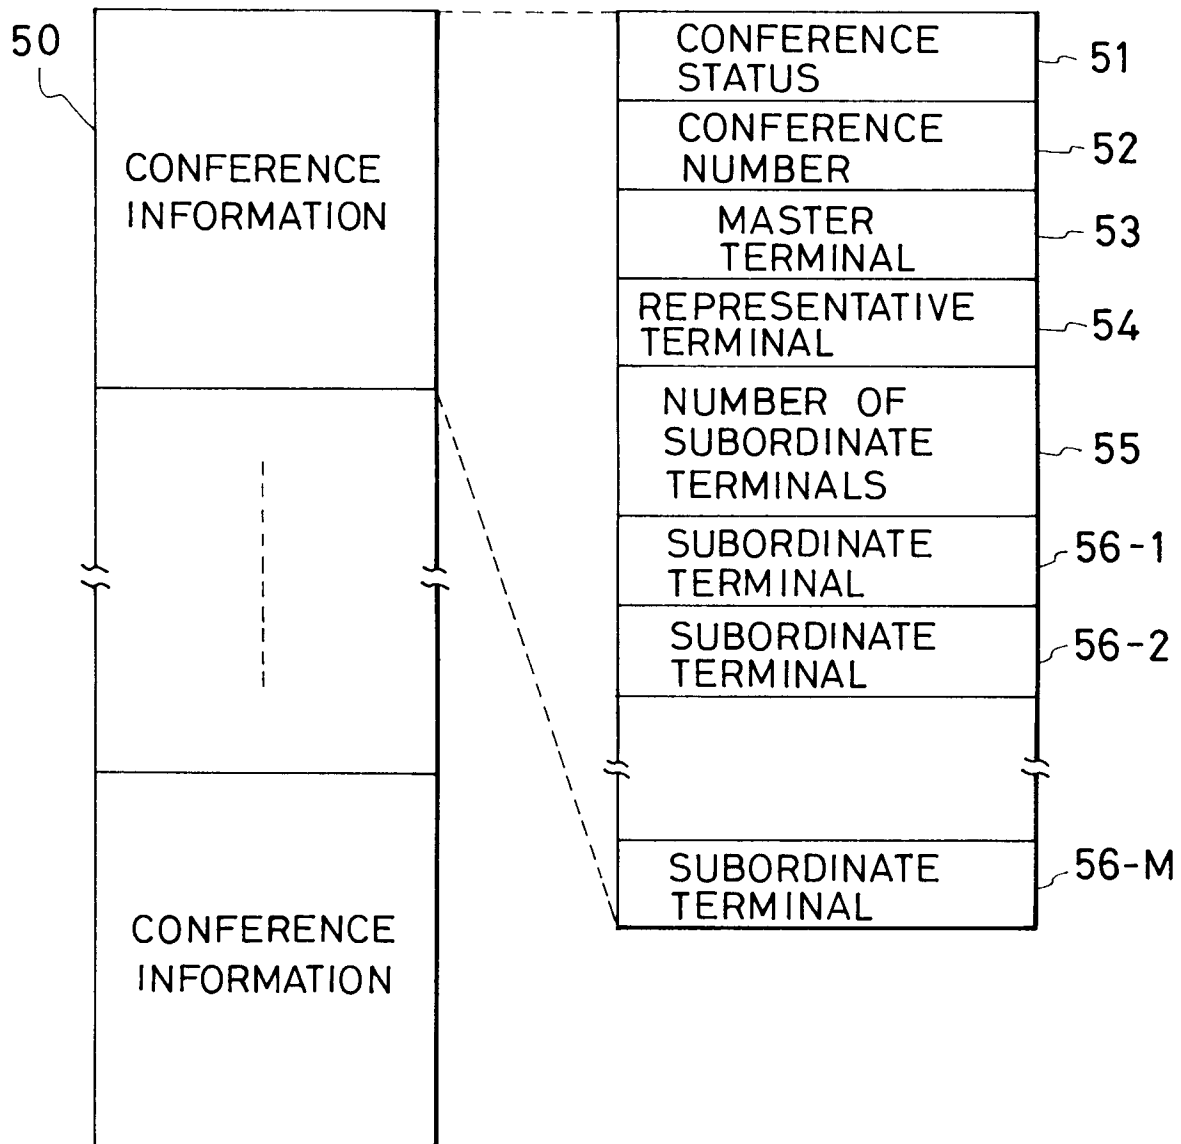 50
CONFERENCE
INFORMATION
CONFERENCE
INFORMATION
CONFERENCE
STATUS
51
CONFERENCE
NUMBER
52
MASTER
TERMINAL
53
REPRESENTATIVE
TERMINAL
54
NUMBER OF
SUBORDINATE
TERMINALS
55
SUBORDINATE
TERMINAL
56-1
SUBORDINATE
TERMINAL
56-2
SUBORDINATE
TERMINAL
56-M